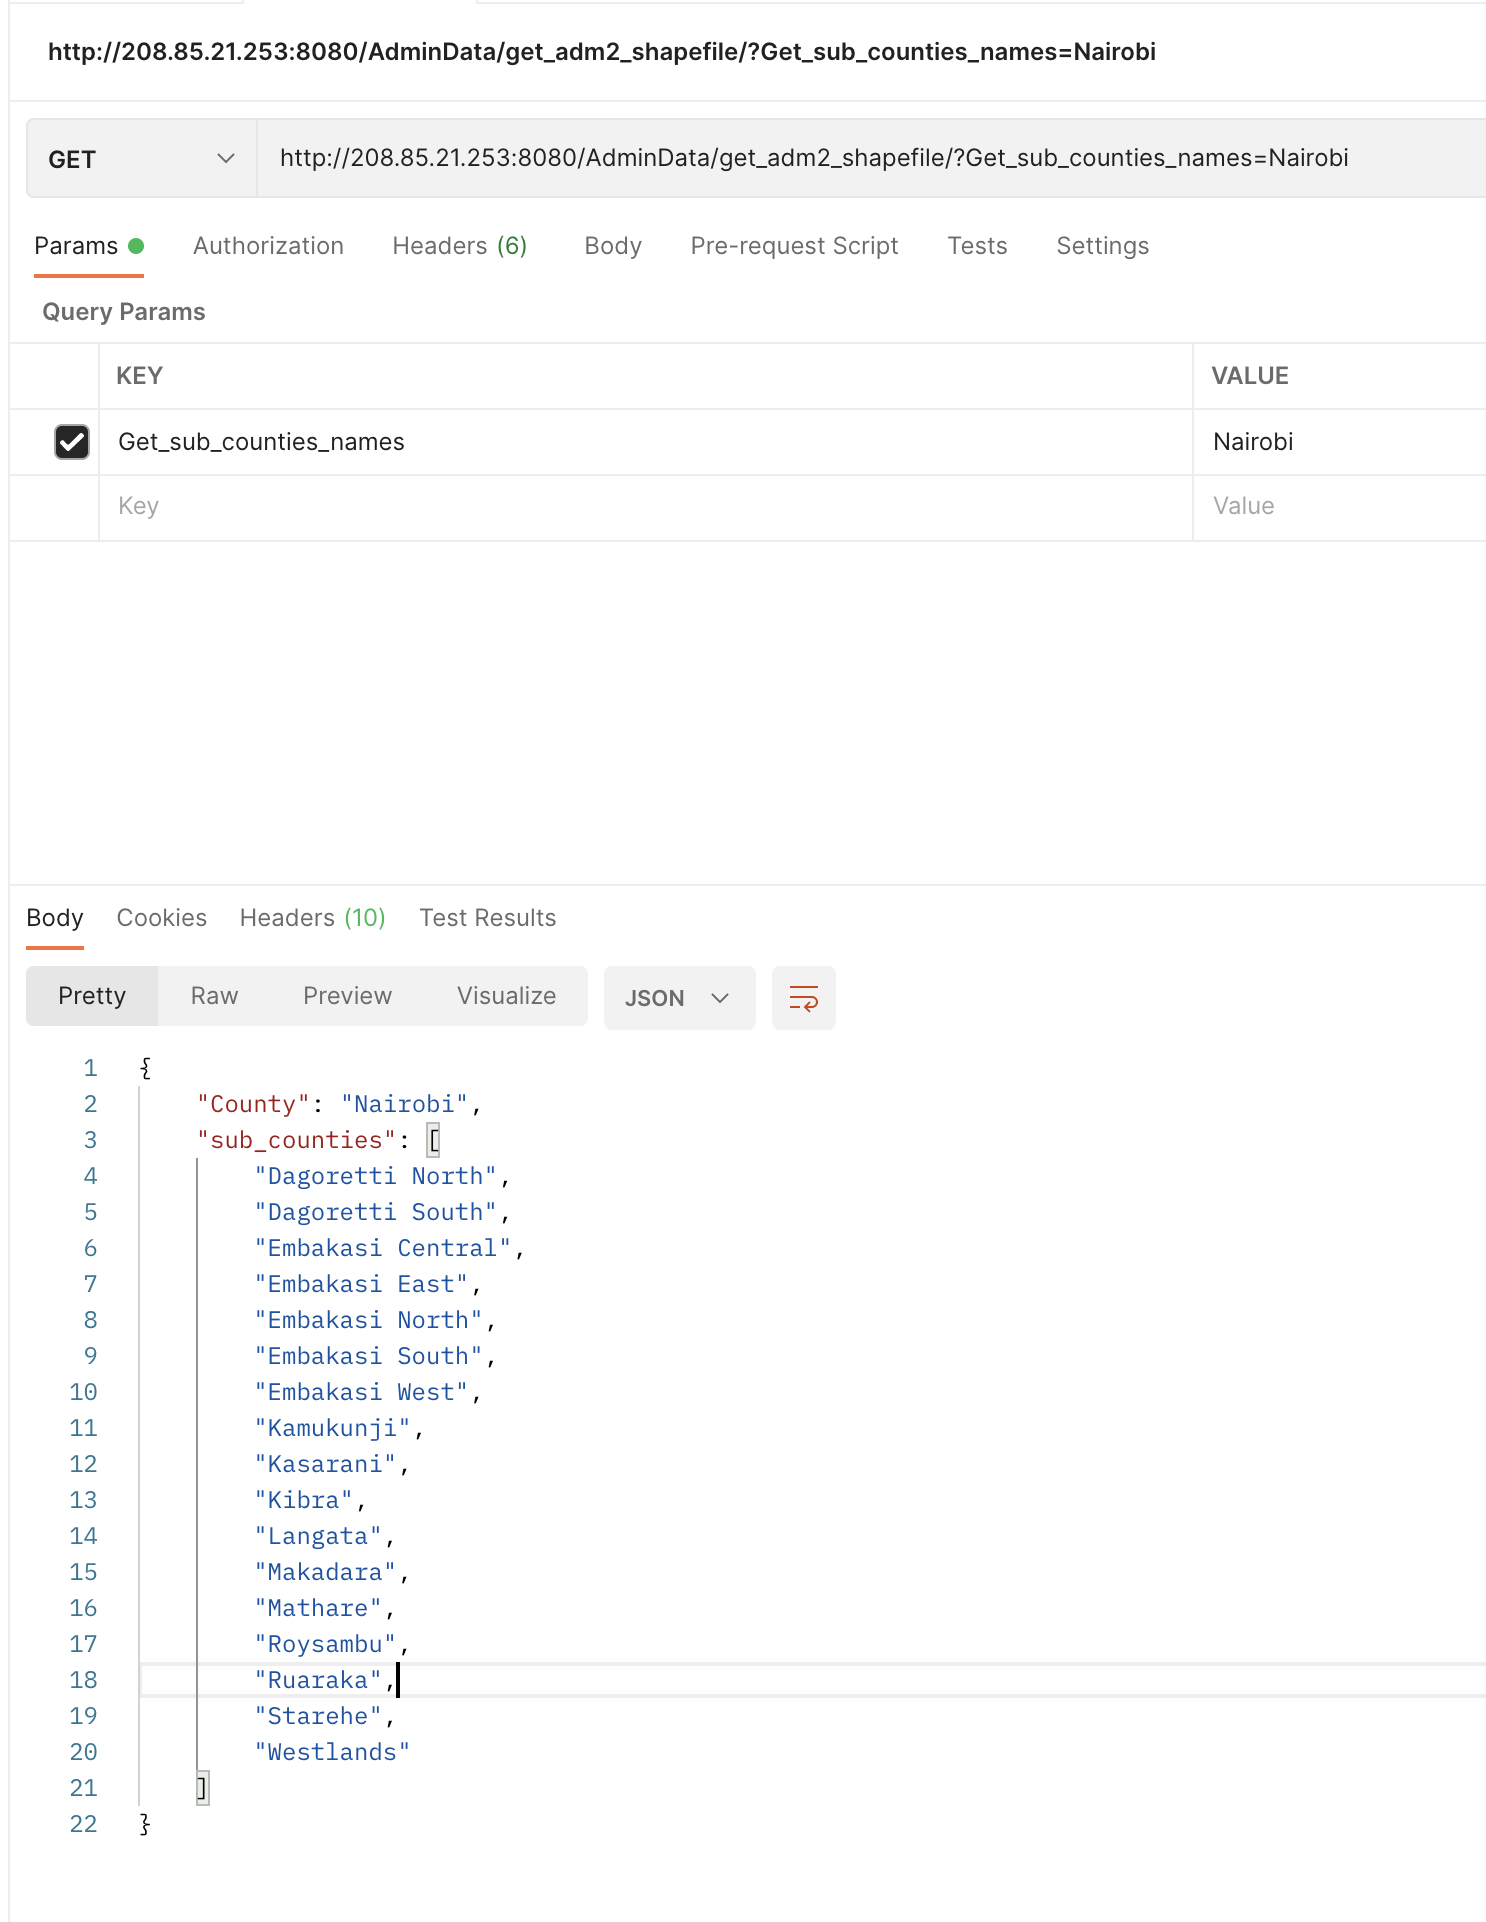 http://208.85.21.253:8080/AdminData/get_adm2_shapefile/?Get_sub_counties_names=Nairobi
GET http://208.85.21.253:8080/AdminData/get_adm2_shapefile/?Get_sub_counties_names=Nairobi
Params Authorization Headers (6) Body Pre-request Script Tests Settings
Query Params
KEY VALUE
Get_sub_counties_names Nairobi
Key Value
Body Cookies Headers (10) Test Results
Pretty Raw Preview Visualize JSON
1 {
2 "County": "Nairobi",
3 "sub_counties": [
4 "Dagoretti North",
5 "Dagoretti South",
6 "Embakasi Central",
7 "Embakasi East",
8 "Embakasi North",
9 "Embakasi South",
10 "Embakasi West",
11 "Kamukunji",
12 "Kasarani",
13 "Kibra",
14 "Langata",
15 "Makadara",
16 "Mathare",
17 "Roysambu",
18 "Ruaraka",
19 "Starehe",
20 "Westlands"
21 ]
22 }